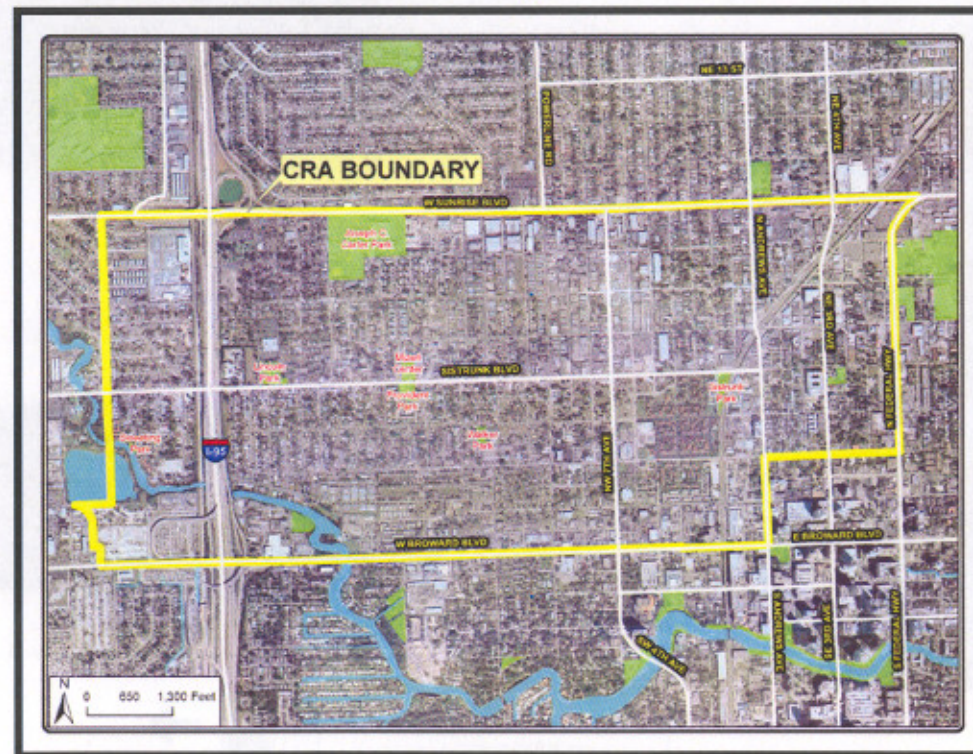 NE 13 ST
POWERLINE RD
NE 4TH AVE
CRA BOUNDARY
W SUNRISE BLVD
Joseph C.
Carter Park
N ANDREWS AVE
NE 3RD AVE
N FEDERAL HWY
Lincoln
Park
Provident
Park
SISTRUNK BLVD
Sistrunk
Park
Walker
Park
Park
I-95
NW 7TH AVE
W BROWARD BLVD
E BROWARD BLVD
SW 4TH AVE
S ANDREWS AVE
SE 3RD AVE
S FEDERAL HWY
N
0 650 1,300 Feet